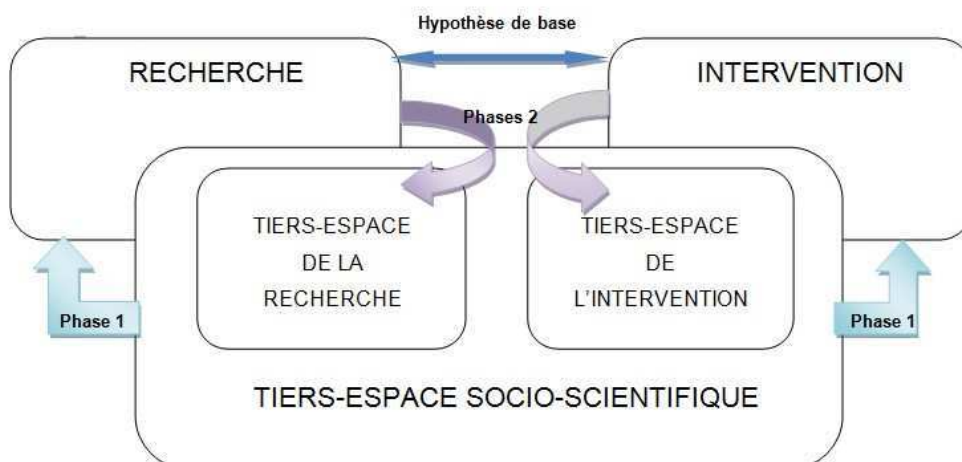 Hypothèse de base
RECHERCHE
INTERVENTION
Phases 2
TIERS-ESPACE
DE LA
RECHERCHE
TIERS-ESPACE
DE
L'INTERVENTION
Phase 1
Phase 1
TIERS-ESPACE SOCIO-SCIENTIFIQUE